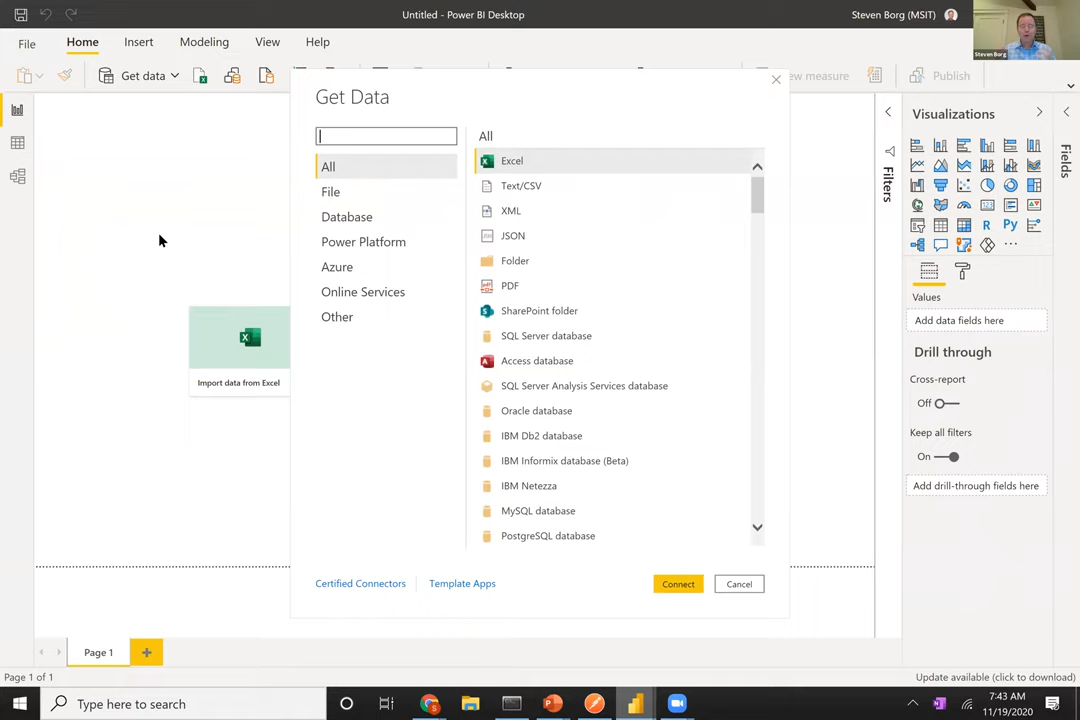 Untitled - Power BI Desktop
Steven Borg (MSIT)
Steven Borg
File
Home
Insert
Modeling
View
Help
Get data
w measure
Publish
Get Data
All
File
Database
Power Platform
Azure
Online Services
Other
All
Excel
Text/CSV
XML
JSON
Folder
PDF
SharePoint folder
SQL Server database
Access database
SQL Server Analysis Services database
Oracle database
IBM Db2 database
IBM Informix database (Beta)
IBM Netezza
MySQL database
PostgreSQL database
Certified Connectors
Template Apps
Connect
Cancel
Import data from Excel
Filters
Visualizations
R
Py
Values
Add data fields here
Drill through
Cross-report
Off
Keep all filters
On
Add drill-through fields here
Fields
Page 1
Page 1 of 1
Update available (click to download)
Type here to search
7:43 AM
11/19/2020